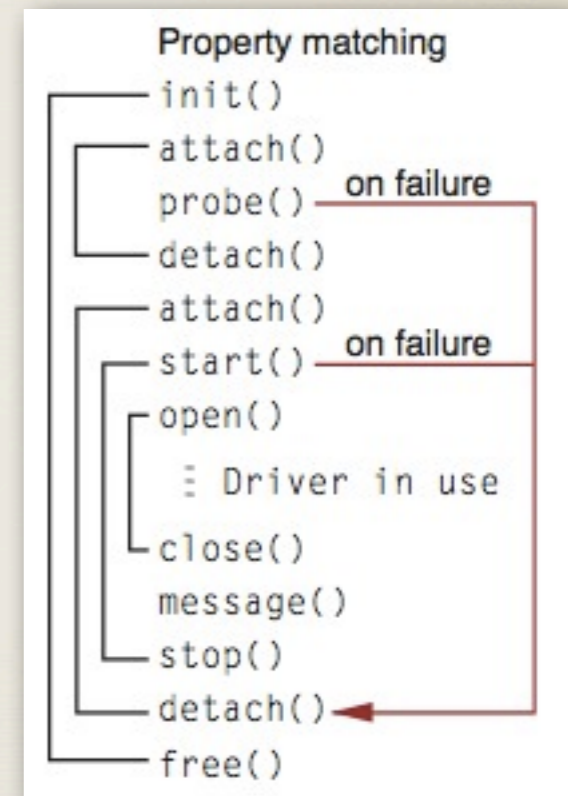 Property matching
init()
attach()
probe() on failure
detach()
attach()
start() on failure
open()
⋮ Driver in use
close()
message()
stop()
detach()
free()